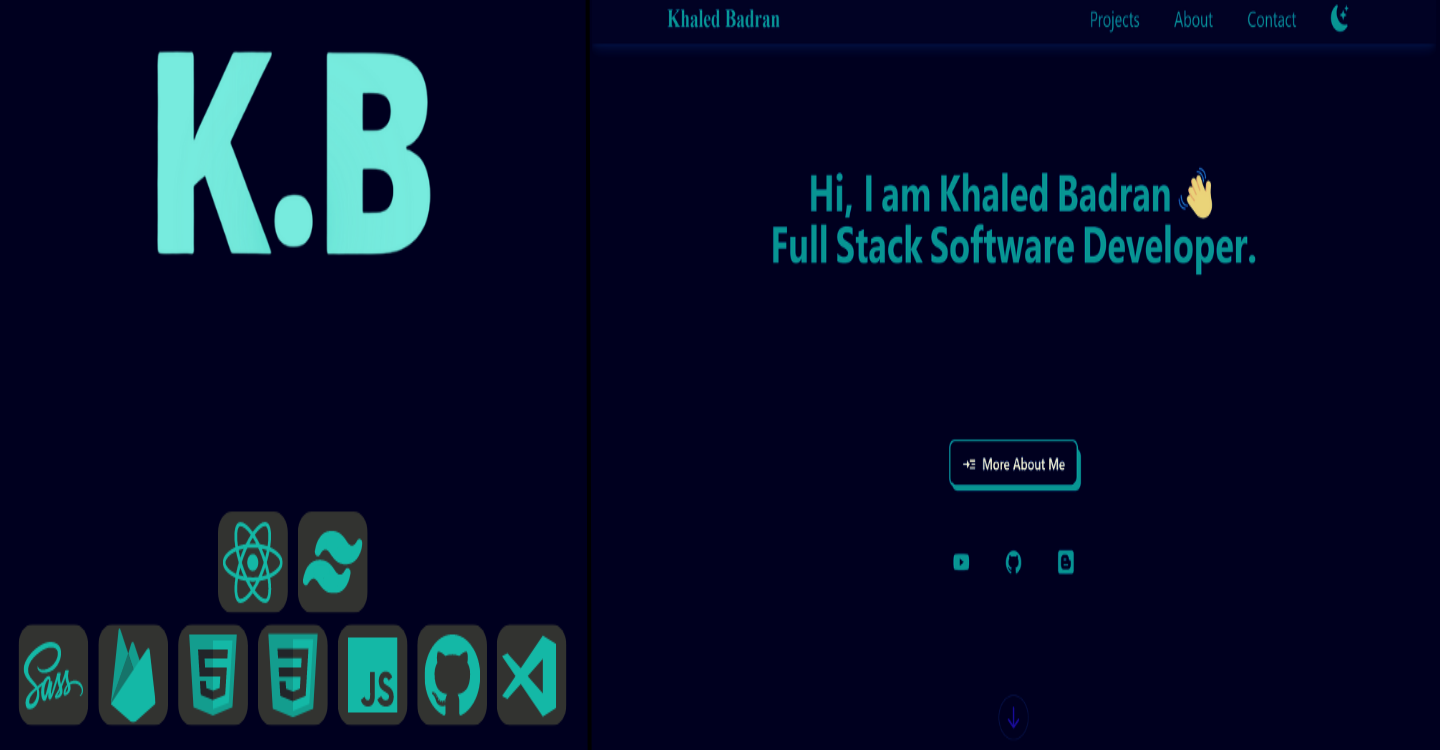 K.B
Sass
5
3
JS
Khaled Badran
Projects
About
Contact
Hi, I am Khaled Badran 👋
Full Stack Software Developer.
More About Me